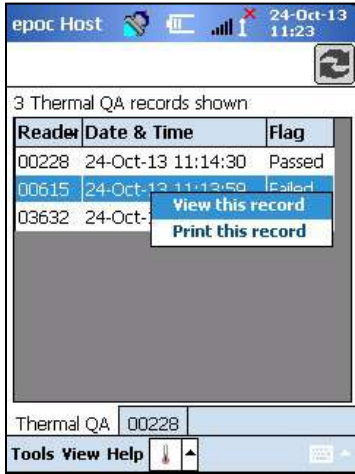 epoc Host 24-Oct-13
11:23
3 Thermal QA records shown
Reader Date & Time Flag
00228 24-Oct-13 11:14:30 Passed
00615 24-Oct-13 11:13:59 Failed
View this record
03632 24-Oct-
Print this record
Thermal QA 00228
Tools View Help